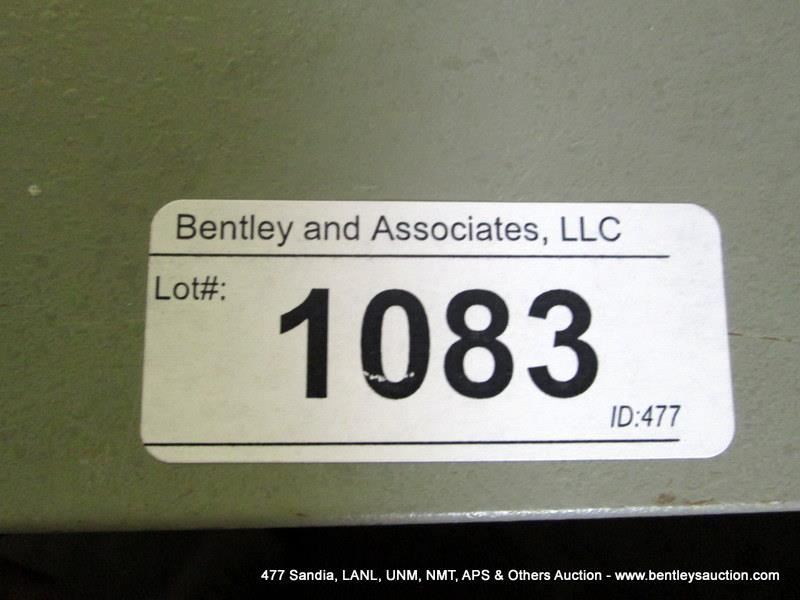 Bentley and Associates, LLC
Lot#:
1083
ID:477
477 Sandia, LANL, UNM, NMT, APS & Others Auction - www.bentleysauction.com